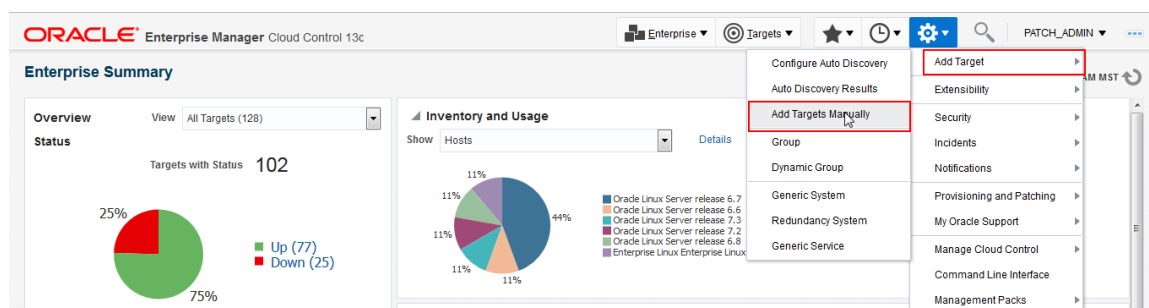 ORACLE Enterprise Manager Cloud Control 13c
Enterprise
Targets
PATCH_ADMIN
Enterprise Summary
AM MST
Overview
View All Targets (128)
Status
Targets with Status 102
25%
75%
Up (77)
Down (25)
Inventory and Usage
Show Hosts
Details
11%
11%
11%
11%
11%
44%
Oracle Linux Server release 6.7
Oracle Linux Server release 6.6
Oracle Linux Server release 7.3
Oracle Linux Server release 7.2
Oracle Linux Server release 6.8
Enterprise Linux Enterprise Linux
Configure Auto Discovery
Auto Discovery Results
Add Targets Manually
Group
Dynamic Group
Generic System
Redundancy System
Generic Service
Add Target
Extensibility
Security
Incidents
Notifications
Provisioning and Patching
My Oracle Support
Manage Cloud Control
Command Line Interface
Management Packs